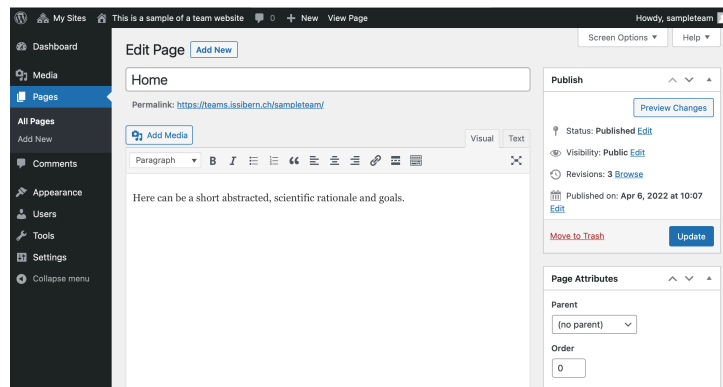 My Sites This is a sample of a team website 0 + New View Page Howdy, sampleteam
Screen Options ▼ Help ▼
Dashboard
Media
Pages
All Pages
Add New
Comments
Appearance
Users
Tools
Settings
Collapse menu
Edit Page Add New
Home
Permalink: https://teams.issibern.ch/sampleteam/
Add Media
Visual Text
Paragraph ▼ B I
Here can be a short abstracted, scientific rationale and goals.
Publish
Preview Changes
Status: Published Edit
Visibility: Public Edit
Revisions: 3 Browse
Published on: Apr 6, 2022 at 10:07
Edit
Move to Trash Update
Page Attributes
Parent
(no parent)
Order
0